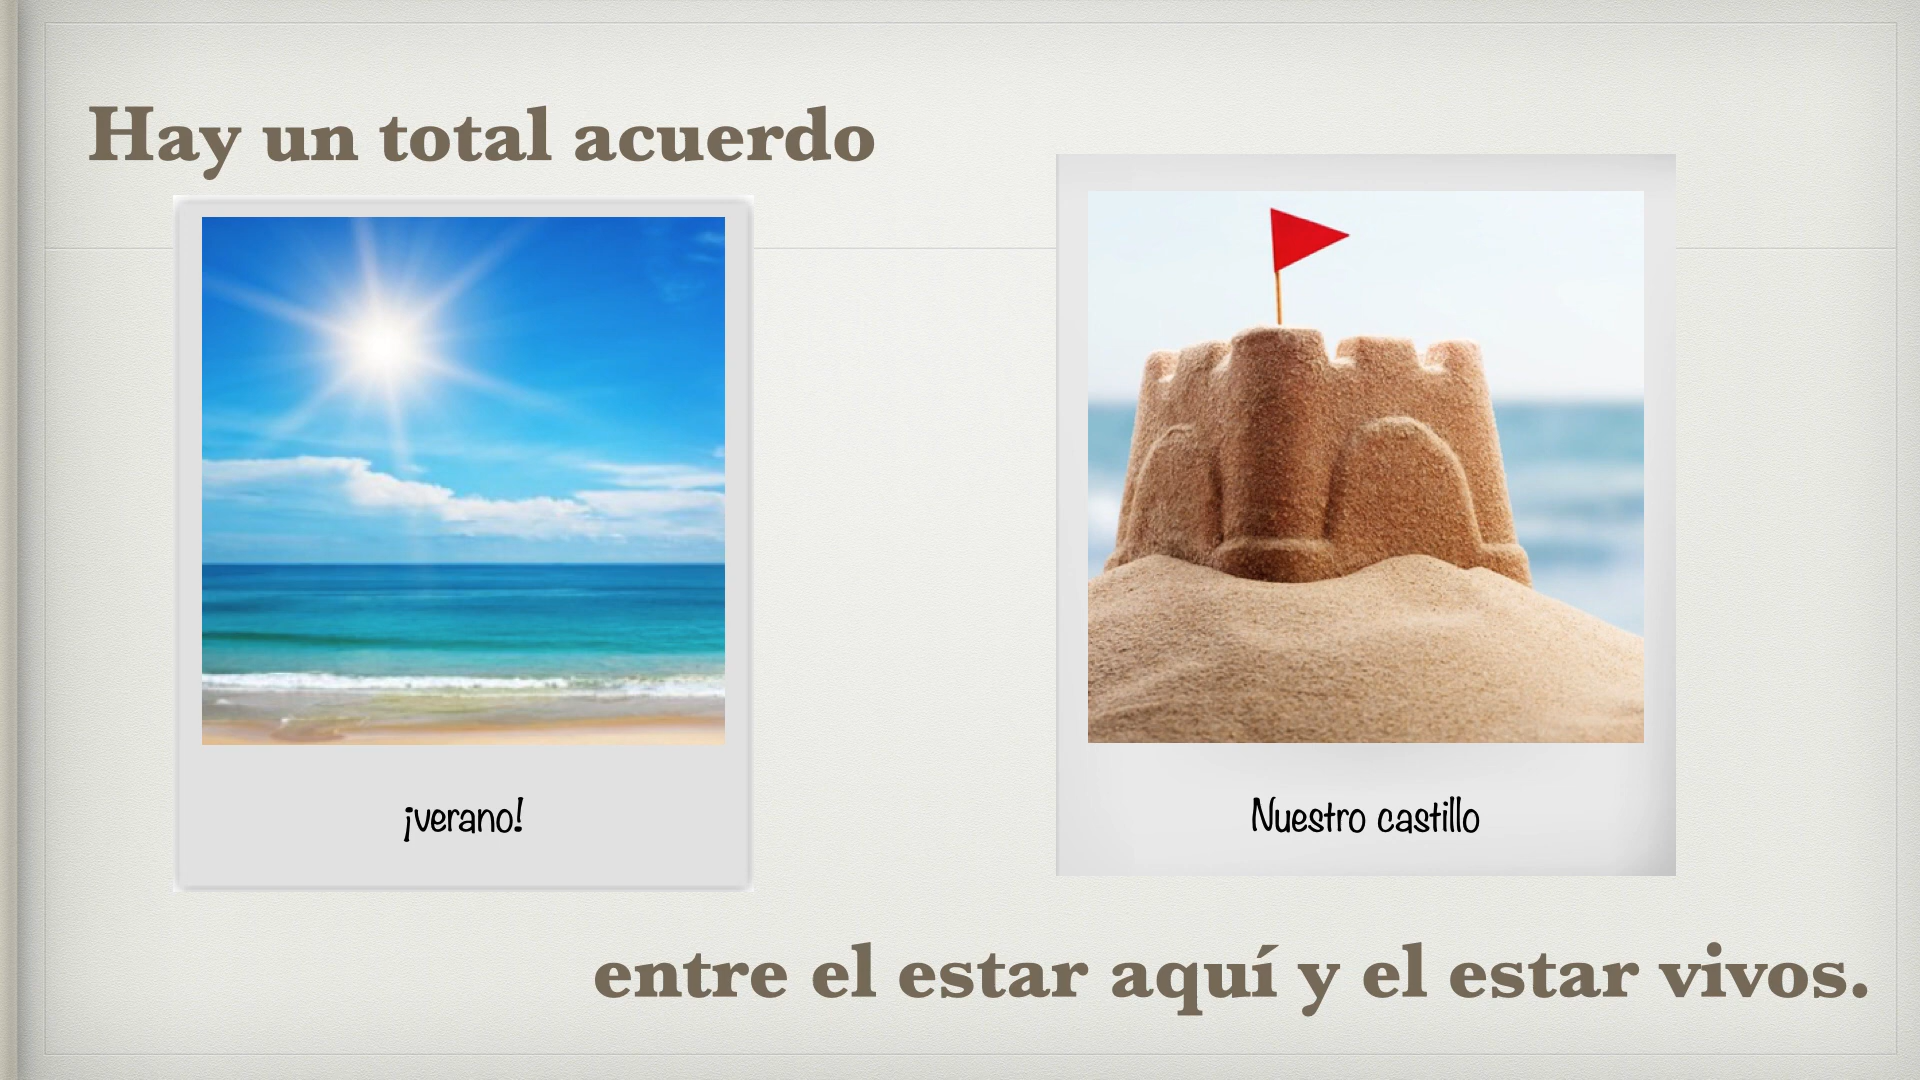 Hay un total acuerdo
¡verano!
Nuestro castillo
entre el estar aquí y el estar vivos.